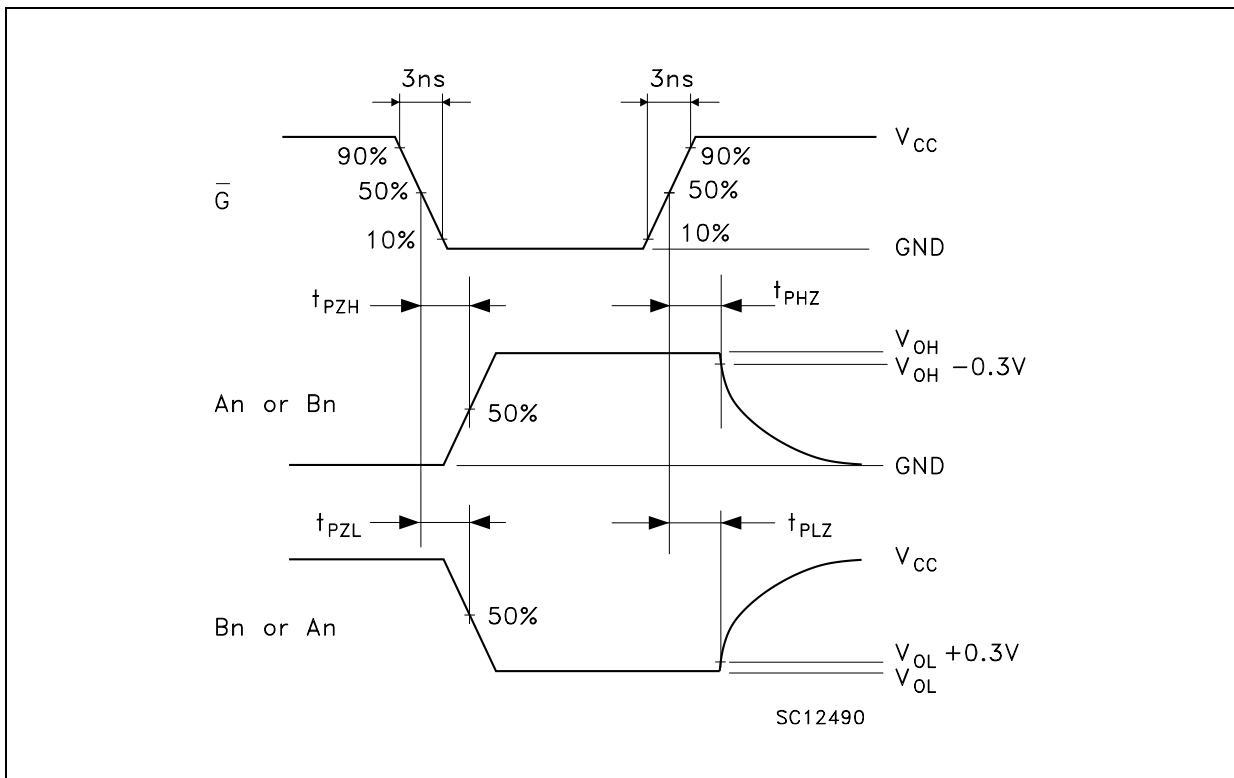 3ns 3ns
90% 90% V_CC
50% 50%
G̅
10% 10% GND
t_PZH t_PHZ
V_OH
V_OH −0.3V
An or Bn 50%
GND
t_PZL t_PLZ
V_CC
Bn or An 50%
V_OL +0.3V
V_OL
SC12490